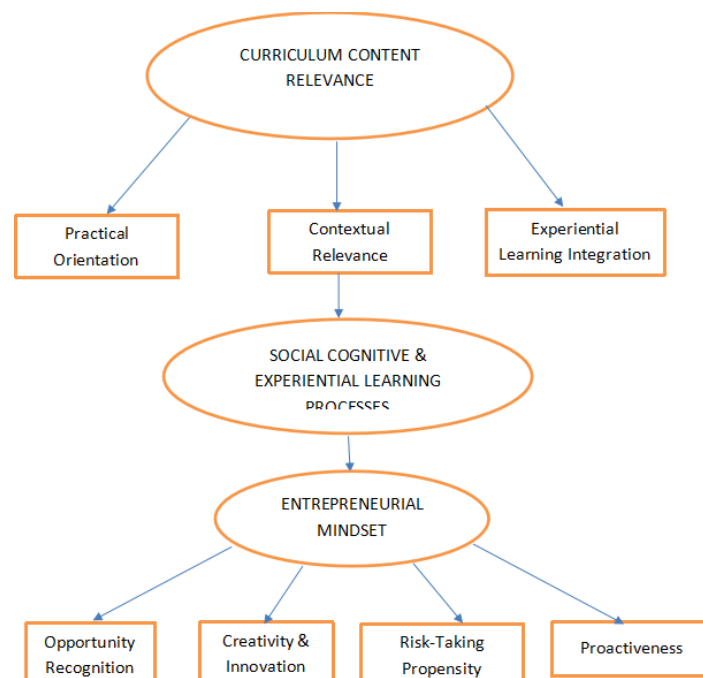 CURRICULUM CONTENT
RELEVANCE
Practical
Orientation
Contextual
Relevance
Experiential
Learning Integration
SOCIAL COGNITIVE &
EXPERIENTIAL LEARNING
PROCESSES
ENTREPRENEURIAL
MINDSET
Opportunity
Recognition
Creativity &
Innovation
Risk-Taking
Propensity
Proactiveness